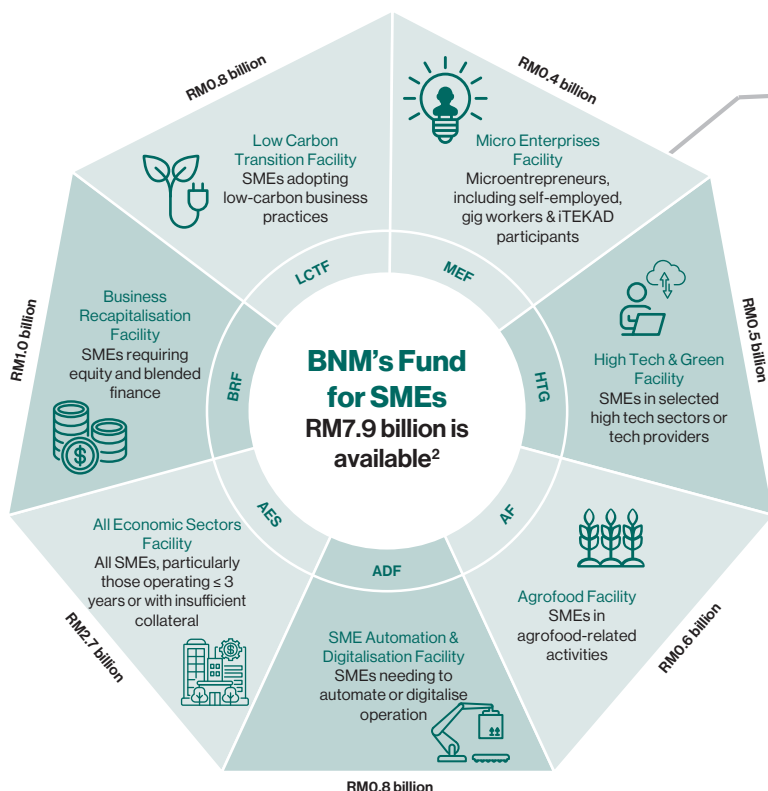 BNM's Fund
for SMEs
RM7.9 billion is
available²
RM0.4 billion
Micro Enterprises
Facility
Microentrepreneurs,
including self-employed,
gig workers & iTEKAD
participants
MEF
RM0.5 billion
High Tech & Green
Facility
SMEs in selected
high tech sectors or
tech providers
HTG
RM0.6 billion
Agrofood Facility
SMEs in
agrofood-related
activities
AF
RM0.8 billion
SME Automation &
Digitalisation Facility
SMEs needing to
automate or digitalise
operation
ADF
RM2.7 billion
All Economic Sectors
Facility
All SMEs, particularly
those operating ≤ 3
years or with insufficient
collateral
AES
RM1.0 billion
Business
Recapitalisation
Facility
SMEs requiring
equity and blended
finance
BRF
RM0.8 billion
Low Carbon
Transition Facility
SMEs adopting
low-carbon business
practices
LCTF